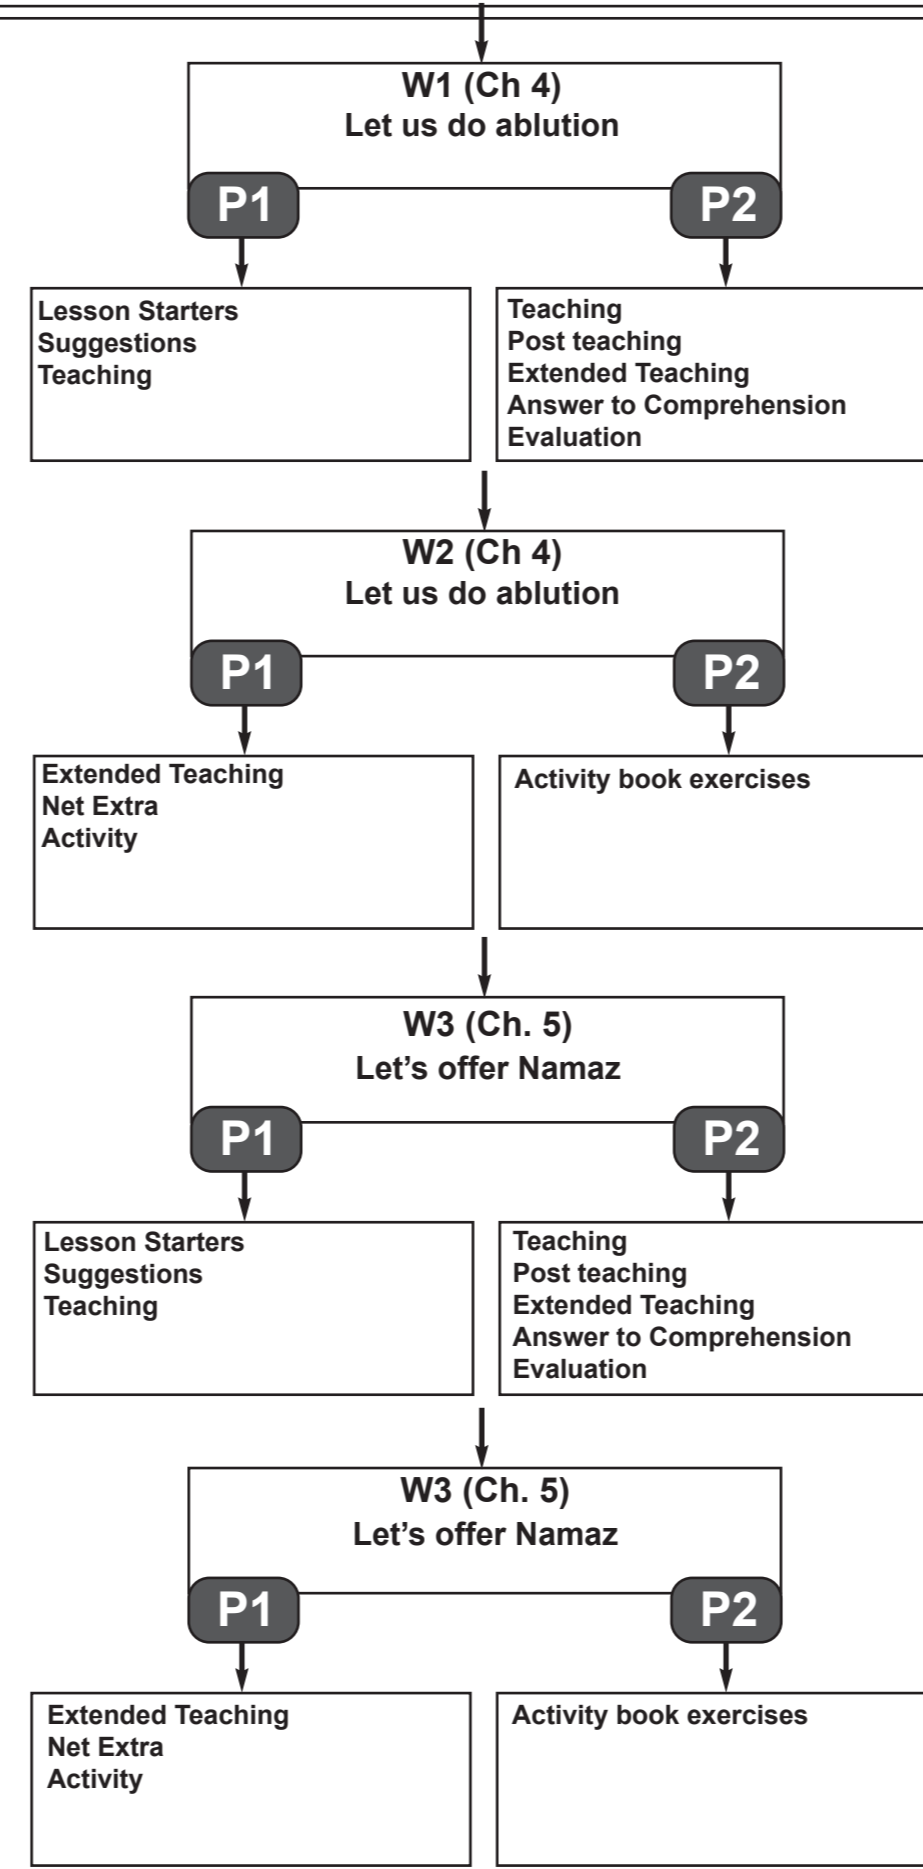 W1 (Ch 4)
Let us do ablution
P1
P2
Lesson Starters
Suggestions
Teaching
Teaching
Post teaching
Extended Teaching
Answer to Comprehension
Evaluation
W2 (Ch 4)
Let us do ablution
P1
P2
Extended Teaching
Net Extra
Activity
Activity book exercises
W3 (Ch. 5)
Let’s offer Namaz
P1
P2
Lesson Starters
Suggestions
Teaching
Teaching
Post teaching
Extended Teaching
Answer to Comprehension
Evaluation
W3 (Ch. 5)
Let’s offer Namaz
P1
P2
Extended Teaching
Net Extra
Activity
Activity book exercises